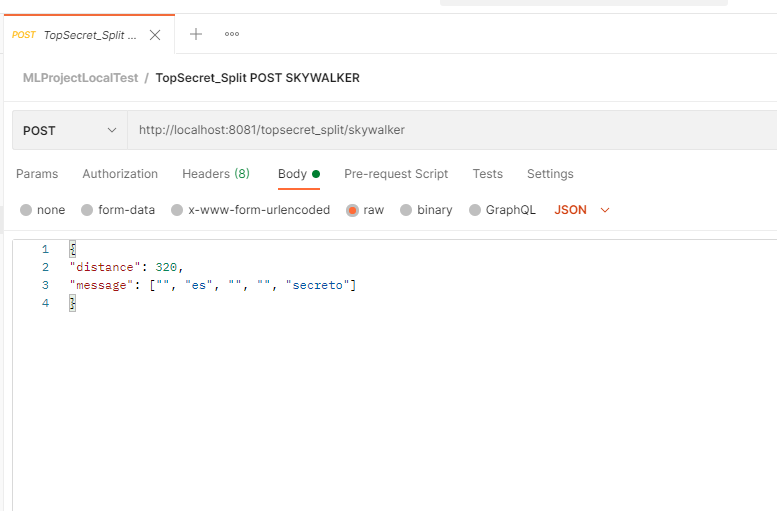 POST TopSecret_Split ...
MLProjectLocalTest / TopSecret_Split POST SKYWALKER
POST http://localhost:8081/topsecret_split/skywalker
Params Authorization Headers (8) Body Pre-request Script Tests Settings
none form-data x-www-form-urlencoded raw binary GraphQL JSON
1 {
2 "distance": 320,
3 "message": ["", "es", "", "", "secreto"]
4 }